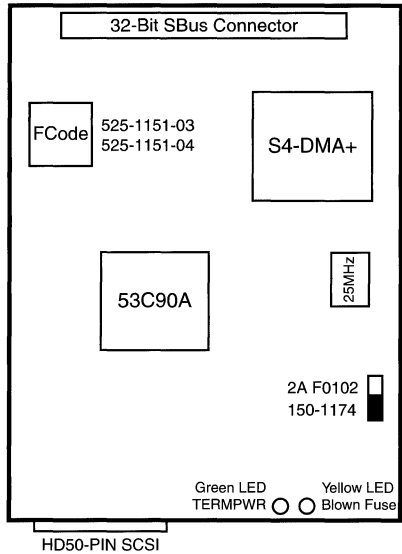 32-Bit SBus Connector
FCode
525-1151-03
525-1151-04
S4-DMA+
53C90A
25MHz
2A F0102
150-1174
Green LED
TERMPWR
Yellow LED
Blown Fuse
HD50-PIN SCSI